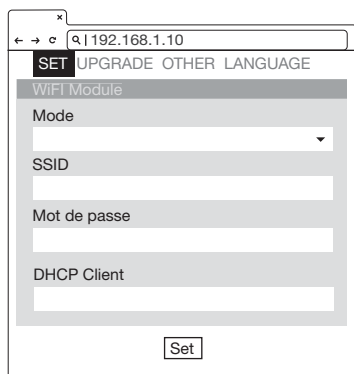 192.168.1.10
SET UPGRADE OTHER LANGUAGE
WiFI Module
Mode
SSID
Mot de passe
DHCP Client
Set